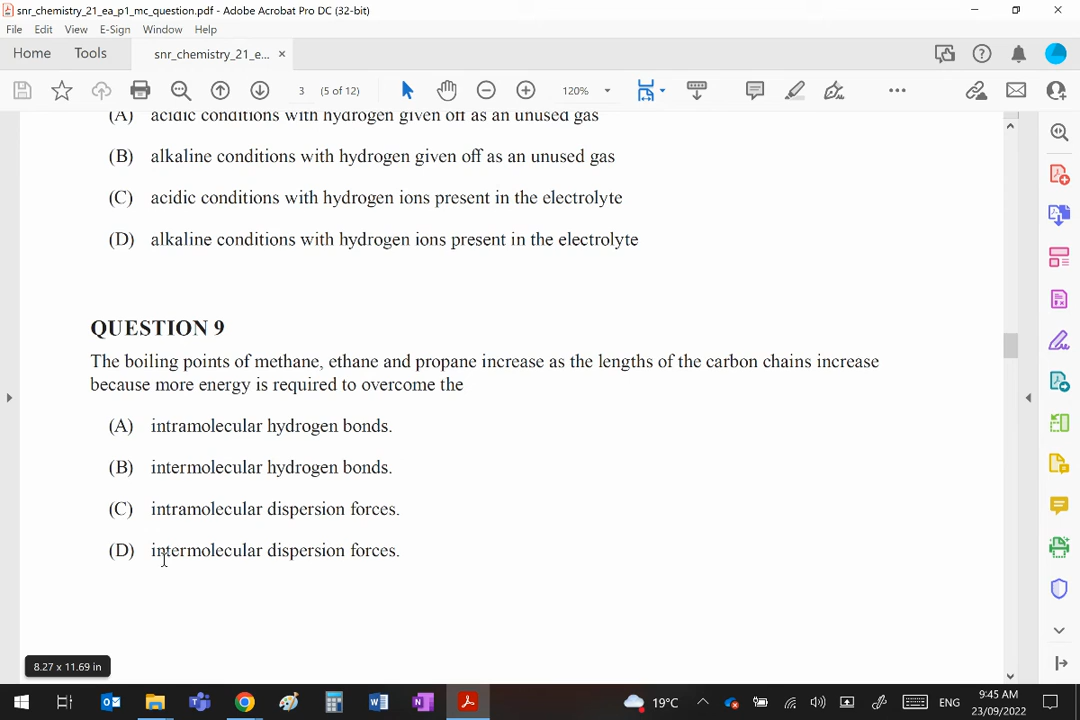 snr_chemistry_21_ea_p1_mc_question.pdf - Adobe Acrobat Pro DC (32-bit)
File Edit View E-Sign Window Help
Home Tools snr_chemistry_21_e... ×
3 (5 of 12) 120%
(A) acidic conditions with hydrogen given off as an unused gas
(B) alkaline conditions with hydrogen given off as an unused gas
(C) acidic conditions with hydrogen ions present in the electrolyte
(D) alkaline conditions with hydrogen ions present in the electrolyte
QUESTION 9
The boiling points of methane, ethane and propane increase as the lengths of the carbon chains increase
because more energy is required to overcome the
(A) intramolecular hydrogen bonds.
(B) intermolecular hydrogen bonds.
(C) intramolecular dispersion forces.
(D) intermolecular dispersion forces.
8.27 x 11.69 in
19°C ENG 9:45 AM
23/09/2022